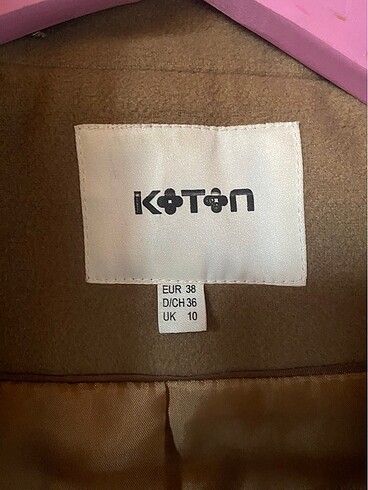 KOTON
EUR 38
D/CH 36
UK 10